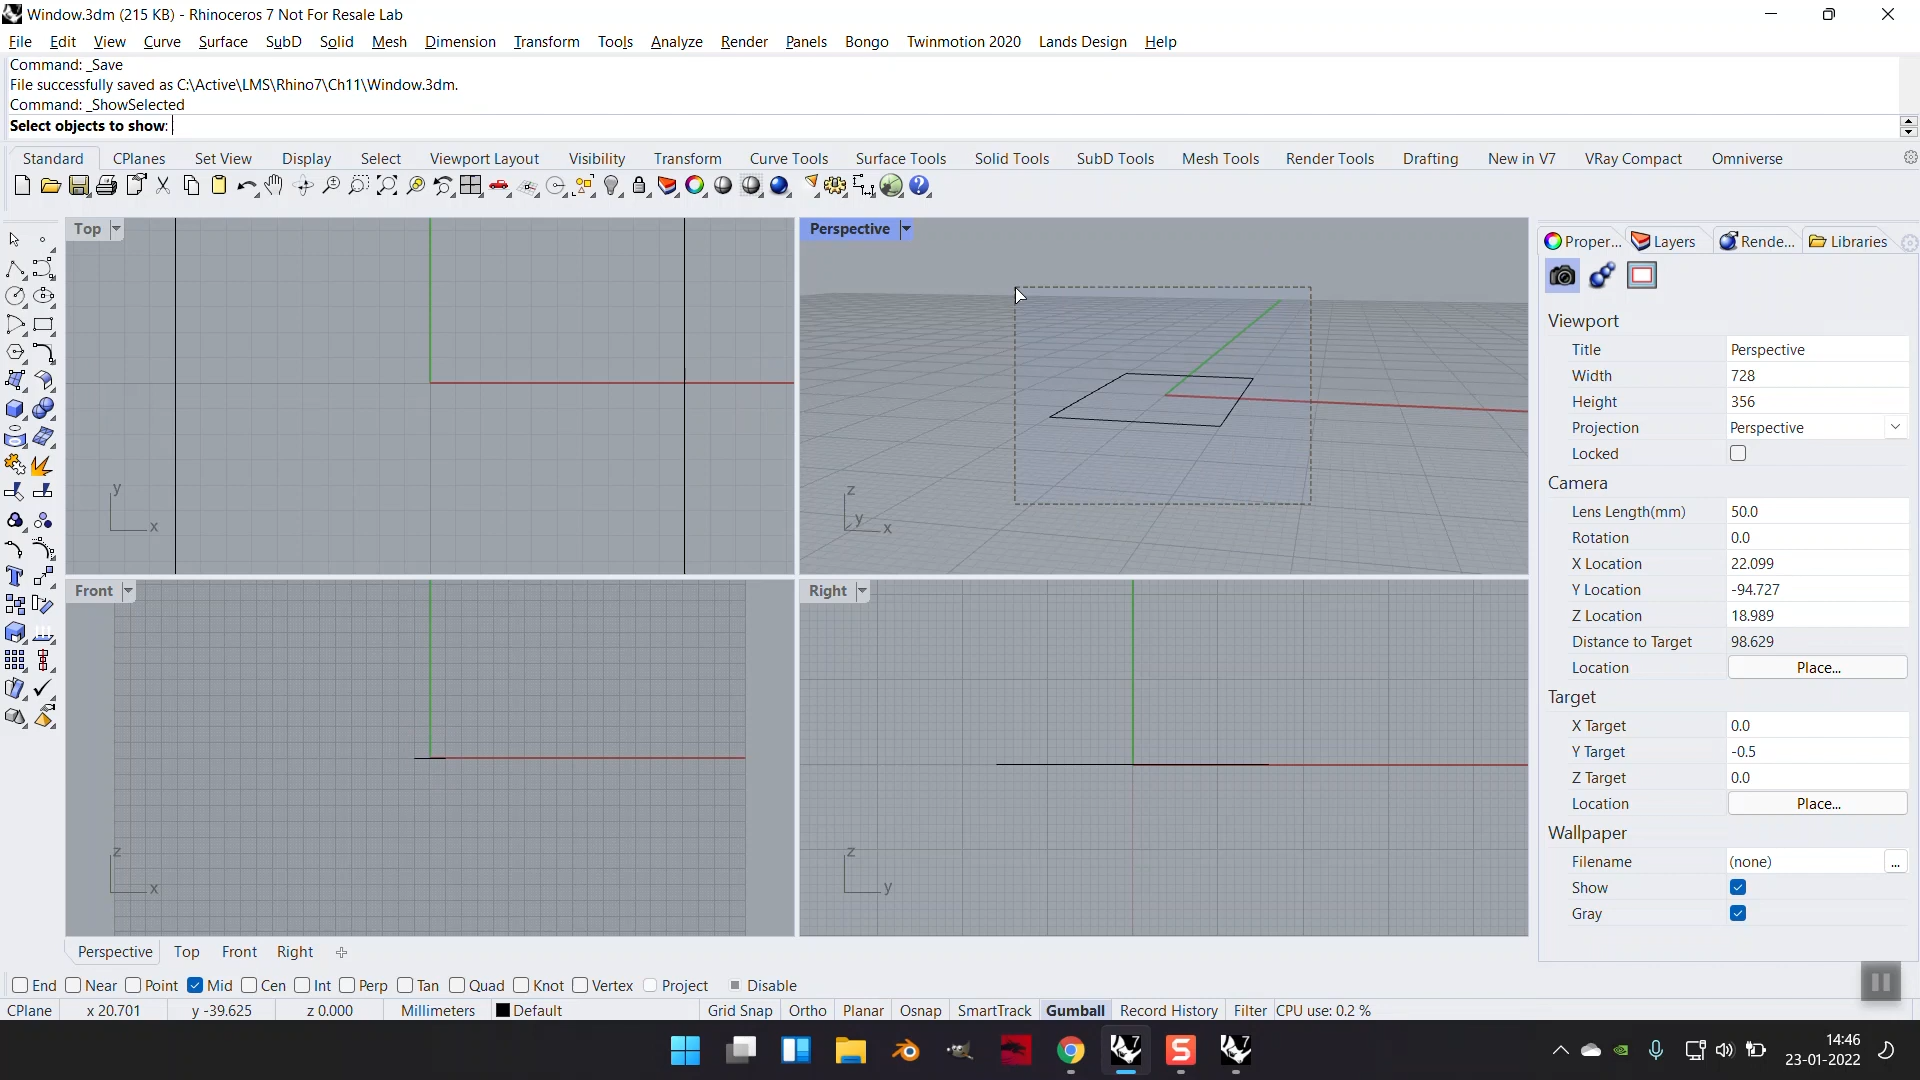 Window.3dm (215 KB) - Rhinoceros 7 Not For Resale Lab
File Edit View Curve Surface SubD Solid Mesh Dimension Transform Tools Analyze Render Panels Bongo Twinmotion 2020 Lands Design Help
Command: _Save
File successfully saved as C:\Active\LMS\Rhino7\Ch11\Window.3dm.
Command: _ShowSelected
Select objects to show:
Standard CPlanes Set View Display Select Viewport Layout Visibility Transform Curve Tools Surface Tools Solid Tools SubD Tools Mesh Tools Render Tools Drafting New in V7 VRay Compact Omniverse
Top
y
x
Perspective
z
y
x
Front
z
x
Right
z
y
Proper... Layers Rende... Libraries
Viewport
Title Perspective
Width 728
Height 356
Projection Perspective
Locked
Camera
Lens Length(mm) 50.0
Rotation 0.0
X Location 22.099
Y Location -94.727
Z Location 18.989
Distance to Target 98.629
Location Place...
Target
X Target 0.0
Y Target -0.5
Z Target 0.0
Location Place...
Wallpaper
Filename (none) ...
Show
Gray
Perspective Top Front Right
End Near Point Mid Cen Int Perp Tan Quad Knot Vertex Project Disable
CPlane x 20.701 y -39.625 z 0.000 Millimeters Default Grid Snap Ortho Planar Osnap SmartTrack Gumball Record History Filter CPU use: 0.2 %
7
S
7
14:46
23-01-2022